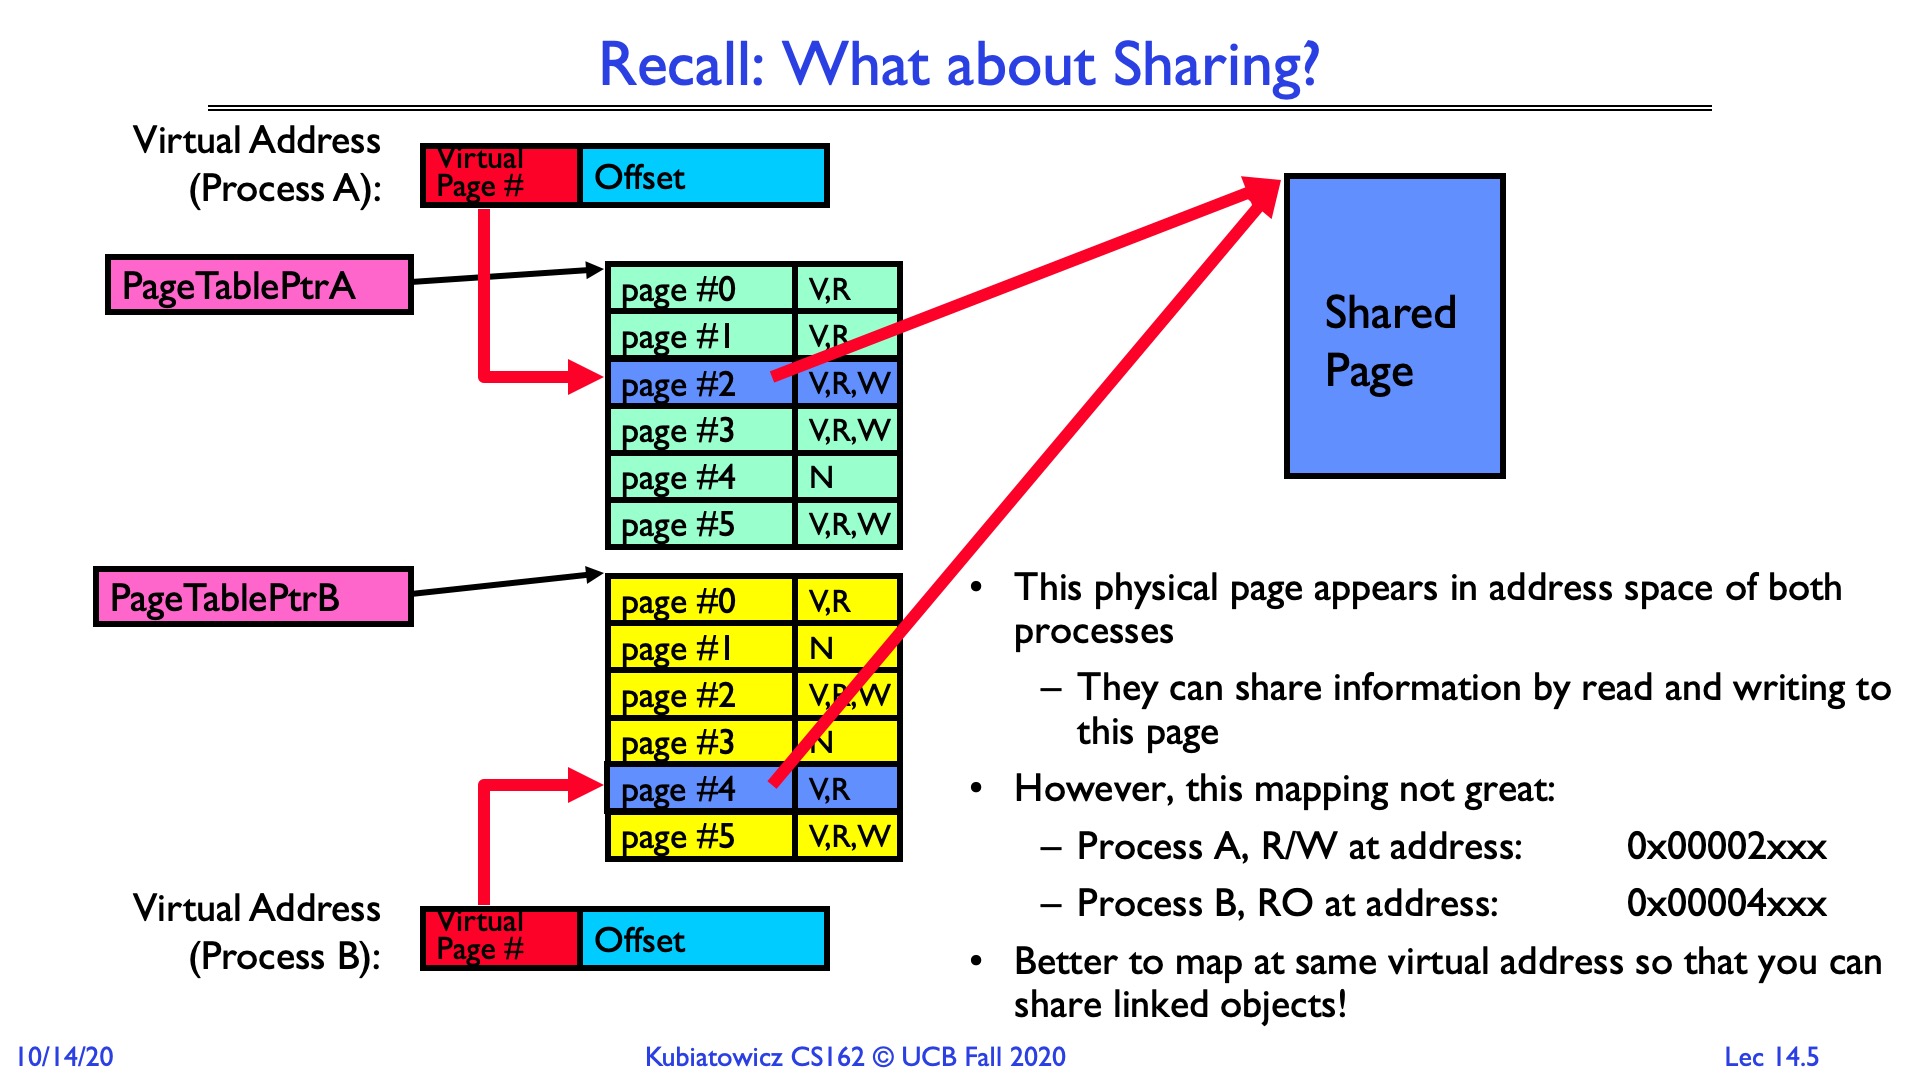 Recall: What about Sharing?
Virtual Address
(Process A):
Virtual
Page #
Offset
PageTablePtrA
page #0 V,R
page #1 V,R
page #2 V,R,W
page #3 V,R,W
page #4 N
page #5 V,R,W
Shared
Page
PageTablePtrB
page #0 V,R
page #1 N
page #2 V,R,W
page #3 N
page #4 V,R
page #5 V,R,W
Virtual Address
(Process B):
Virtual
Page #
Offset
• This physical page appears in address space of both
processes
– They can share information by read and writing to
this page
• However, this mapping not great:
– Process A, R/W at address: 0x00002xxx
– Process B, RO at address: 0x00004xxx
• Better to map at same virtual address so that you can
share linked objects!
10/14/20
Kubiatowicz CS162 © UCB Fall 2020
Lec 14.5